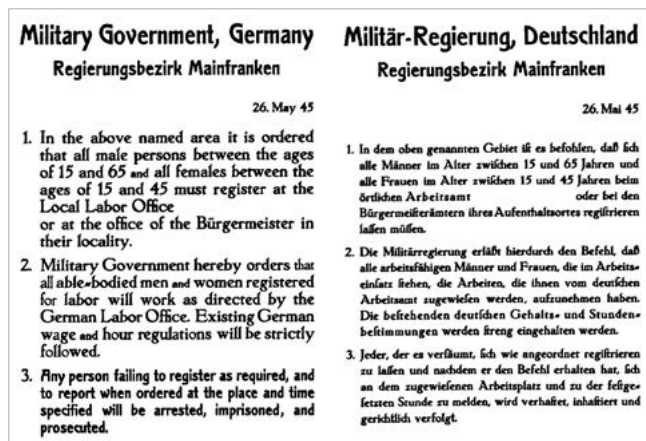 Military Government, Germany
Regierungsbezirk Mainfranken
26. May 45
1. In the above named area it is ordered
that all male persons between the ages
of 15 and 65 and all females between the
ages of 15 and 45 must register at the
Local Labor Office
or at the office of the Bürgermeister in
their locality.
2. Military Government hereby orders that
all able-bodied men and women registered
for labor will work as directed by the
German Labor Office. Existing German
wage and hour regulations will be strictly
followed.
3. Any person failing to register as required, and
to report when ordered at the place and time
specified will be arrested, imprisoned, and
prosecuted.
Militär-Regierung, Deutschland
Regierungsbezirk Mainfranken
26. Mai 45
1. In dem oben genannten Gebiet iſt es befohlen, daß ſich
alle Männer im Alter zwiſchen 15 und 65 Jahren und
alle Frauen im Alter zwiſchen 15 und 45 Jahren beim
örtlichen Arbeitsamt oder bei den
Bürgermeiſterämtern ihres Aufenthaltsortes regiſtrieren
laſſen müſſen.
2. Die Militärregierung erläßt hierdurch den Befehl, daß
alle arbeitsfähigen Männer und Frauen, die im Arbeits-
einſatz ſtehen, die Arbeiten, die ihnen vom deutſchen
Arbeitsamt zugewieſen werden, aufzunehmen haben.
Die beſtehenden deutſchen Gehalts- und Stunden-
beſtimmungen werden ſtreng eingehalten werden.
3. Jeder, der es verſäumt, ſich wie angeordnet regiſtrieren
zu laſſen und nachdem er den Befehl erhalten hat, ſich
an dem zugewieſenen Arbeitsplatz und zu der feſtge-
ſetzten Stunde zu melden, wird verhaftet, inhaftiert und
gerichtlich verfolgt.